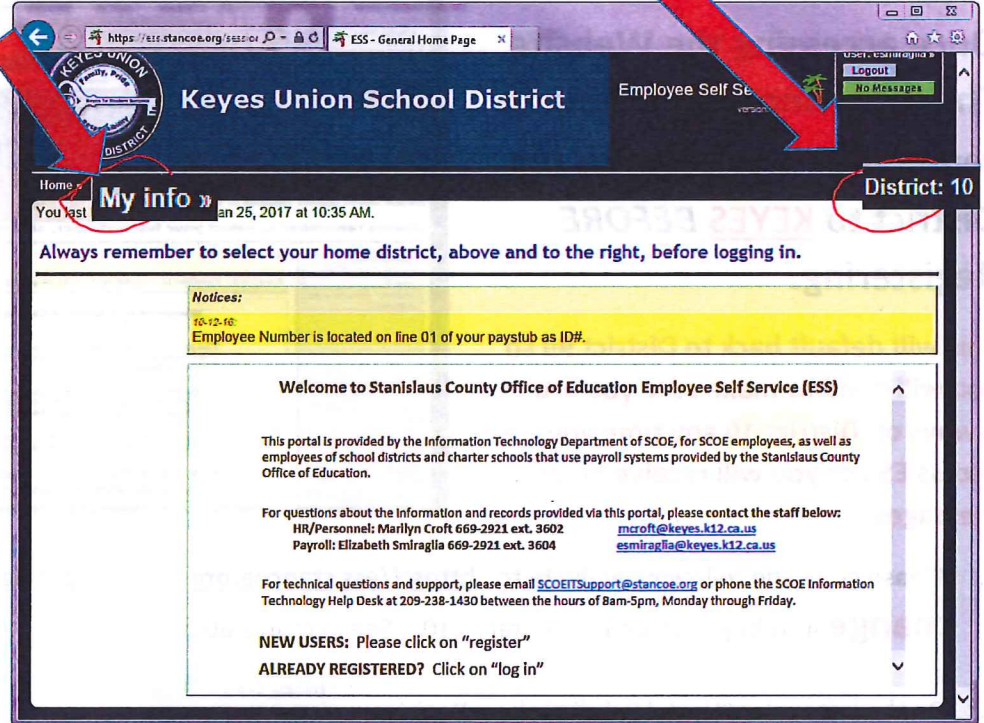 https://ess.stancoe.org/session
ESS - General Home Page
KEYES UNION
Family, Pride
DISTRICT
Keyes Union School District
Employee Self Se
version
User: esmiraglia »
Logout
No Messages
Home »
My info »
District: 10
You last
an 25, 2017 at 10:35 AM.
Always remember to select your home district, above and to the right, before logging in.
Notices:
10-12-16:
Employee Number is located on line 01 of your paystub as ID#.
Welcome to Stanislaus County Office of Education Employee Self Service (ESS)
This portal is provided by the Information Technology Department of SCOE, for SCOE employees, as well as
employees of school districts and charter schools that use payroll systems provided by the Stanislaus County
Office of Education.
For questions about the information and records provided via this portal, please contact the staff below:
HR/Personnel: Marilyn Croft 669-2921 ext. 3602 mcroft@keyes.k12.ca.us
Payroll: Elizabeth Smiraglia 669-2921 ext. 3604 esmiraglia@keyes.k12.ca.us
For technical questions and support, please email SCOEITSupport@stancoe.org or phone the SCOE Information
Technology Help Desk at 209-238-1430 between the hours of 8am-5pm, Monday through Friday.
NEW USERS: Please click on "register"
ALREADY REGISTERED? Click on "log in"